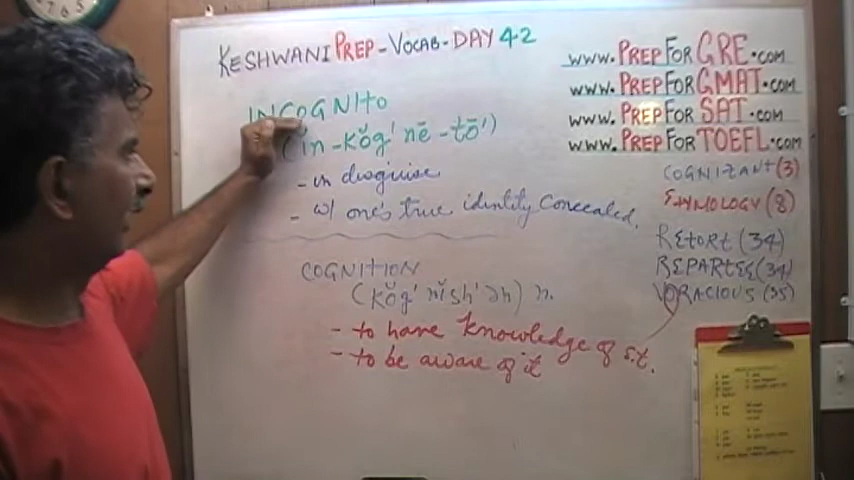 KESHWANI PREP-VOCAB-DAY 42
INCOGNITO
(in -kŏg' nē -tō')
- in disguise
- w/ one's true identity concealed.
COGNITION
(kŏg' nĭsh' ən) n.
- to have knowledge of s.t.
- to be aware of it
www.PREPFORGRE.com
www.PREPFORGMAT.com
www.PREPFORSAT.com
www.PREPFORTOEFL.com
COGNIZANT (3)
ETYMOLOGY (8)
RETORT (34)
REPARTEE (34)
VORACIOUS (35)